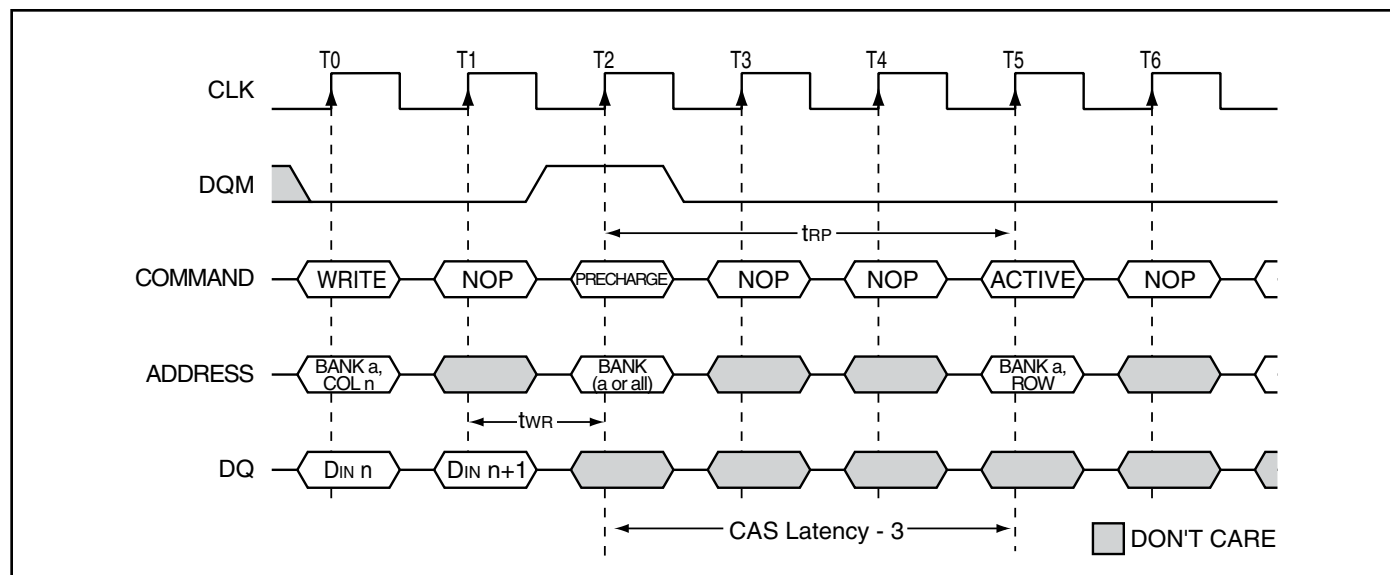 T0 T1 T2 T3 T4 T5 T6
CLK
DQM
tRP
COMMAND WRITE NOP PRECHARGE NOP NOP ACTIVE NOP
ADDRESS BANK a, COL n BANK (a or all) BANK a, ROW
tWR
DQ DIN n DIN n+1
CAS Latency - 3
DON'T CARE